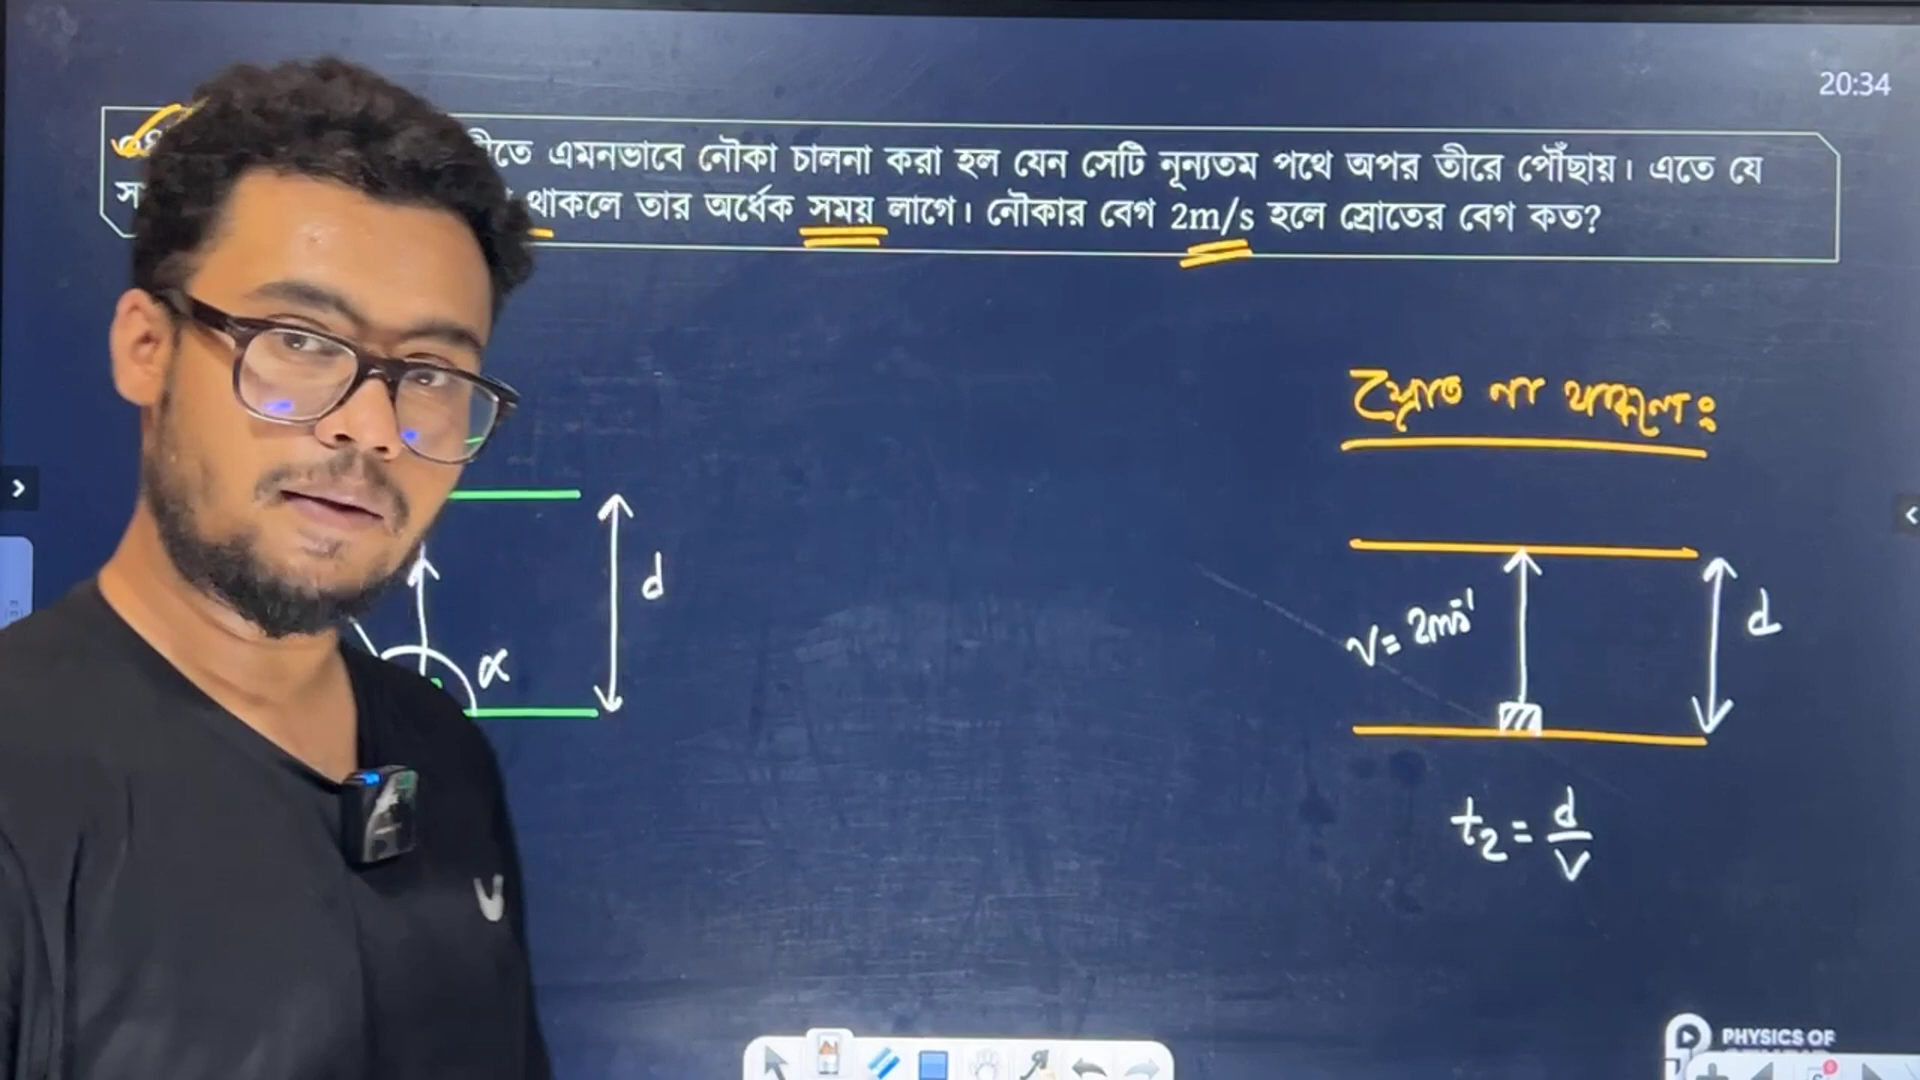 20:34
এমনভাবে নৌকা চালনা করা হল যেন সেটি নূন্যতম পথে অপর তীরে পৌঁছায়। এতে যে
থাকলে তার অর্ধেক সময় লাগে। নৌকার বেগ 2m/s হলে স্রোতের বেগ কত?
স্রোত না থাকলে:
d
α
v = 2ms⁻¹
d
t₂ = d/v
PHYSICS OF